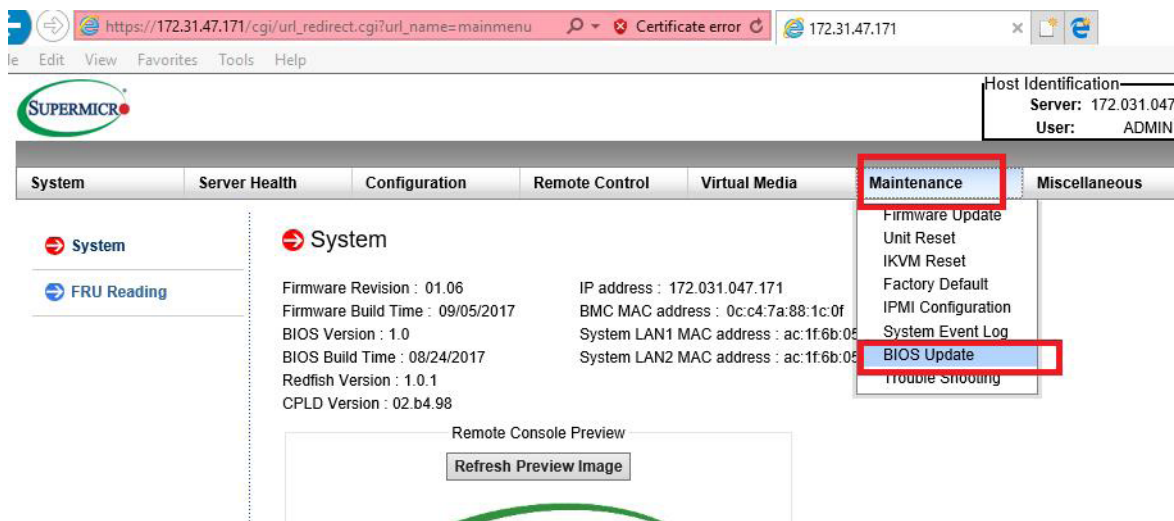 https://172.31.47.171/cgi/url_redirect.cgi?url_name=mainmenu Certificate error 172.31.47.171
Edit View Favorites Tools Help
Host Identification
SUPERMICRO
Server: 172.031.047
User: ADMIN
System Server Health Configuration Remote Control Virtual Media Maintenance Miscellaneous
Firmware Update
Unit Reset
IKVM Reset
Factory Default
IPMI Configuration
System Event Log
BIOS Update
Trouble Shooting
System
FRU Reading
System
Firmware Revision : 01.06
Firmware Build Time : 09/05/2017
BIOS Version : 1.0
BIOS Build Time : 08/24/2017
Redfish Version : 1.0.1
CPLD Version : 02.b4.98
IP address : 172.031.047.171
BMC MAC address : 0c:c4:7a:88:1c:0f
System LAN1 MAC address : ac:1f:6b:05
System LAN2 MAC address : ac:1f:6b:05
Remote Console Preview
Refresh Preview Image